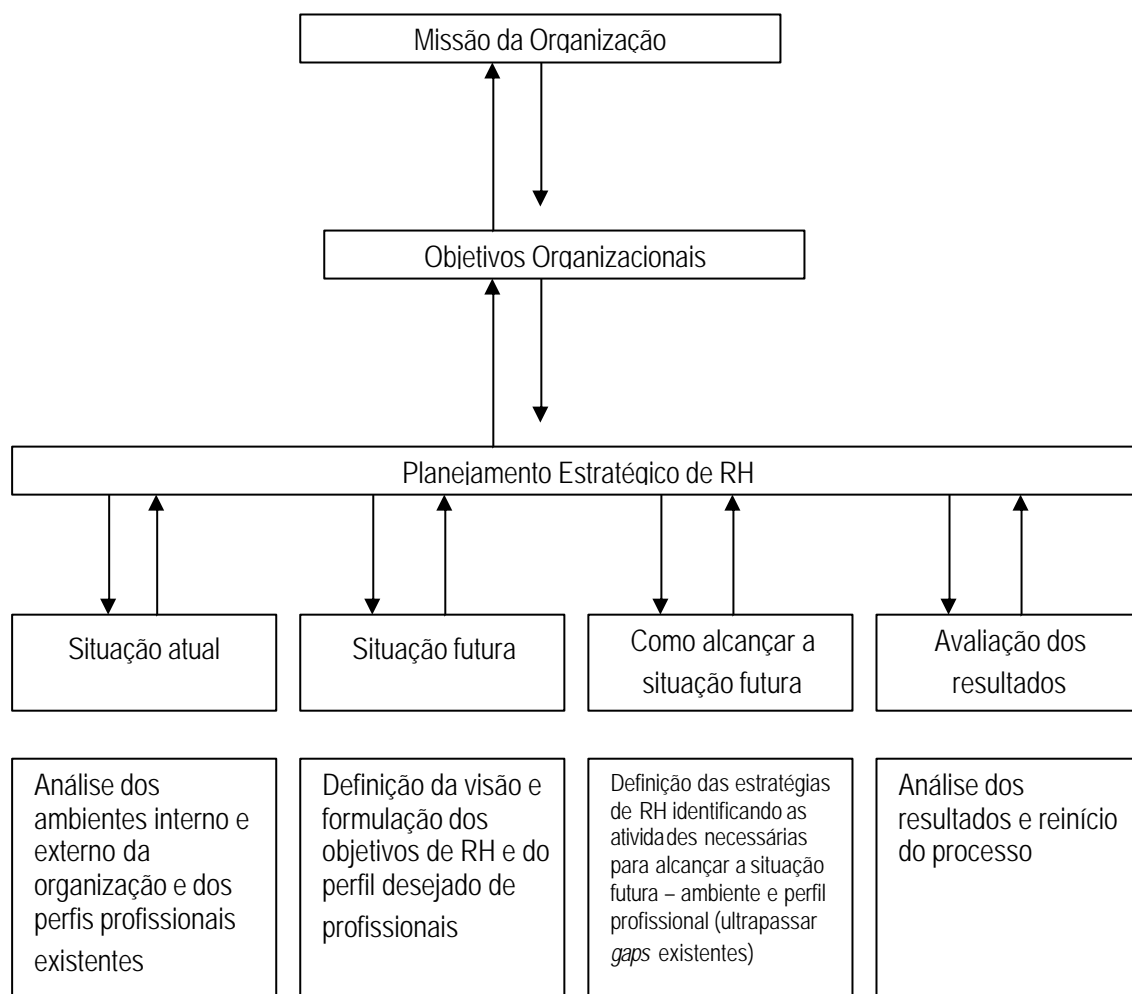 Missão da Organização
Objetivos Organizacionais
Planejamento Estratégico de RH
Situação atual
Situação futura
Como alcançar a
situação futura
Avaliação dos
resultados
Análise dos
ambientes interno e
externo da
organização e dos
perfis profissionais
existentes
Definição da visão e
formulação dos
objetivos de RH e do
perfil desejado de
profissionais
Definição das estratégias
de RH identificando as
atividades necessárias
para alcançar a situação
futura – ambiente e perfil
profissional (ultrapassar
gaps existentes)
Análise dos
resultados e reinício
do processo